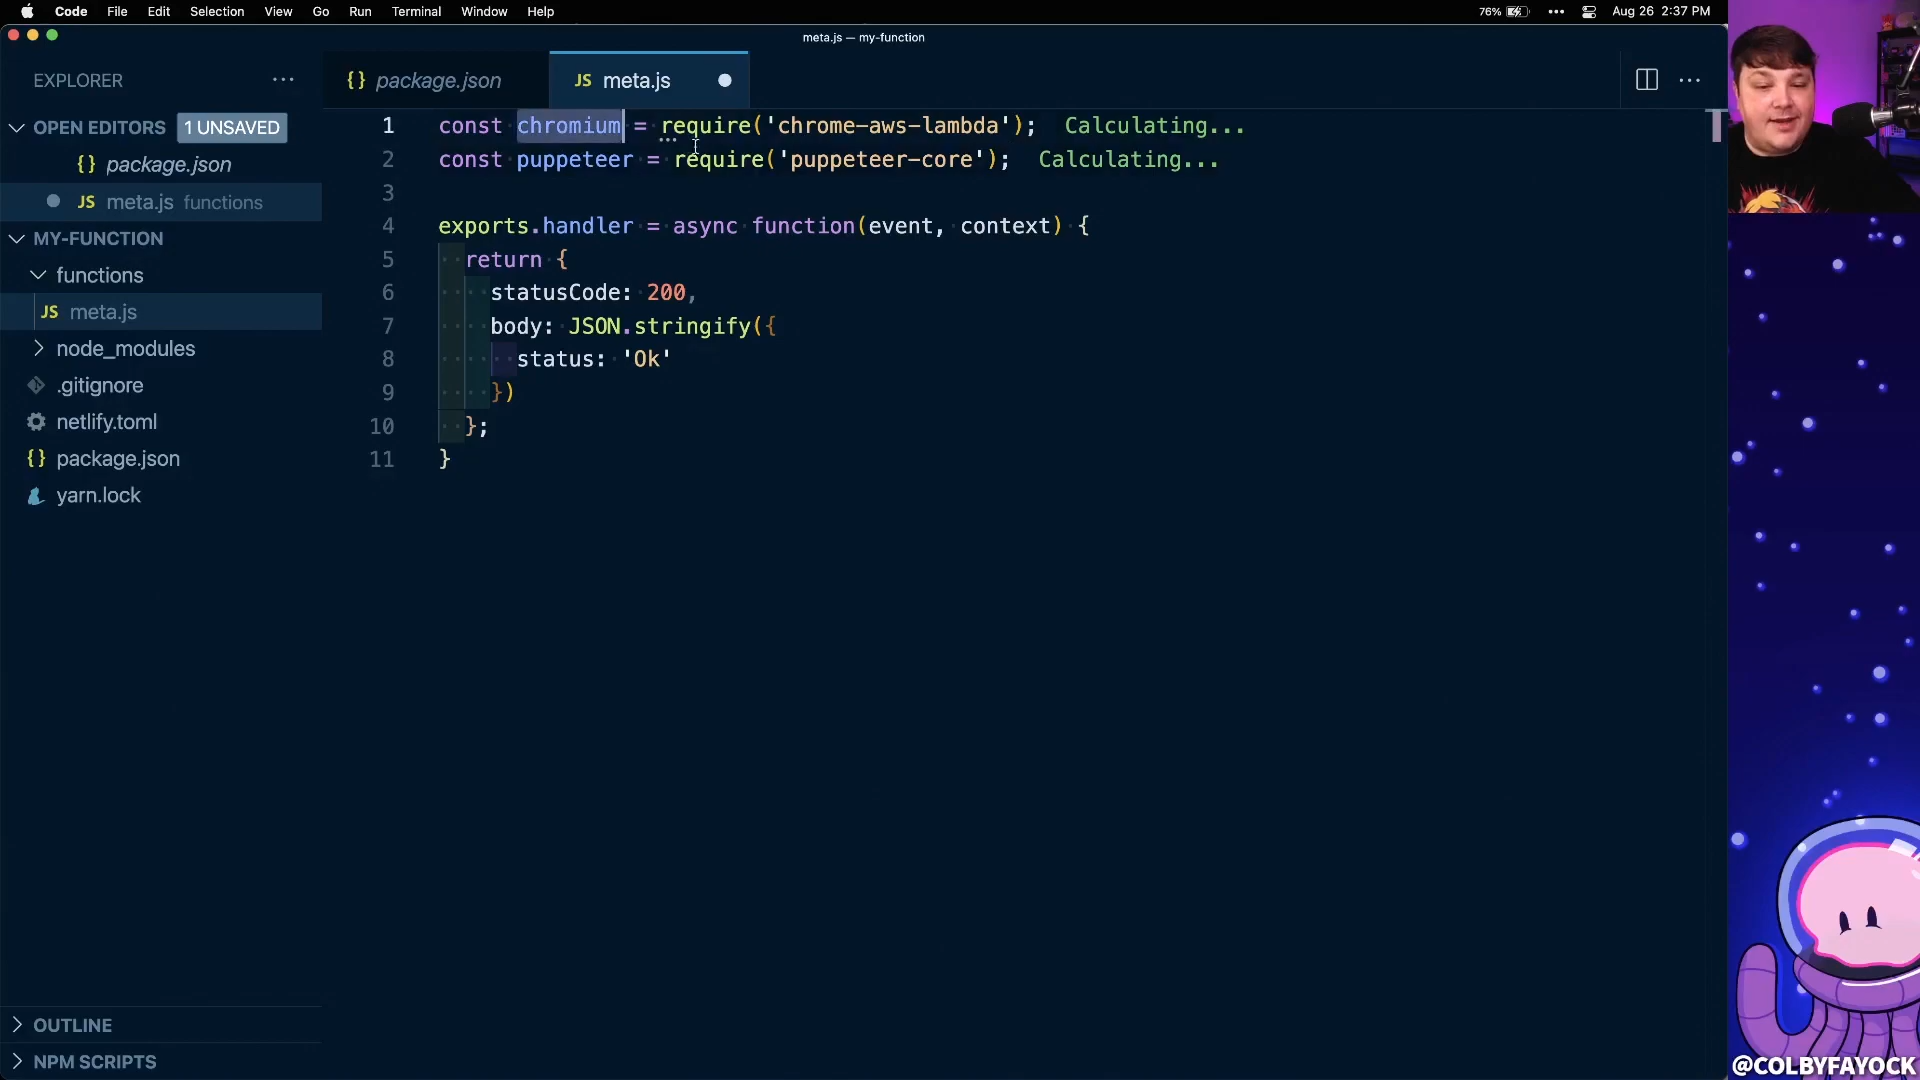 Code File Edit Selection View Go Run Terminal Window Help 76% Aug 26 2:37 PM
meta.js — my-function
EXPLORER
OPEN EDITORS 1 UNSAVED
{} package.json
JS meta.js functions
MY-FUNCTION
functions
JS meta.js
node_modules
.gitignore
netlify.toml
{} package.json
yarn.lock
OUTLINE
NPM SCRIPTS
{} package.json JS meta.js
1 const chromium = require('chrome-aws-lambda'); Calculating...
2 const puppeteer = require('puppeteer-core'); Calculating...
3
4 exports.handler = async function(event, context) {
5 return {
6 statusCode: 200,
7 body: JSON.stringify({
8 status: 'Ok'
9 })
10 };
11 }
@COLBYFAYOCK